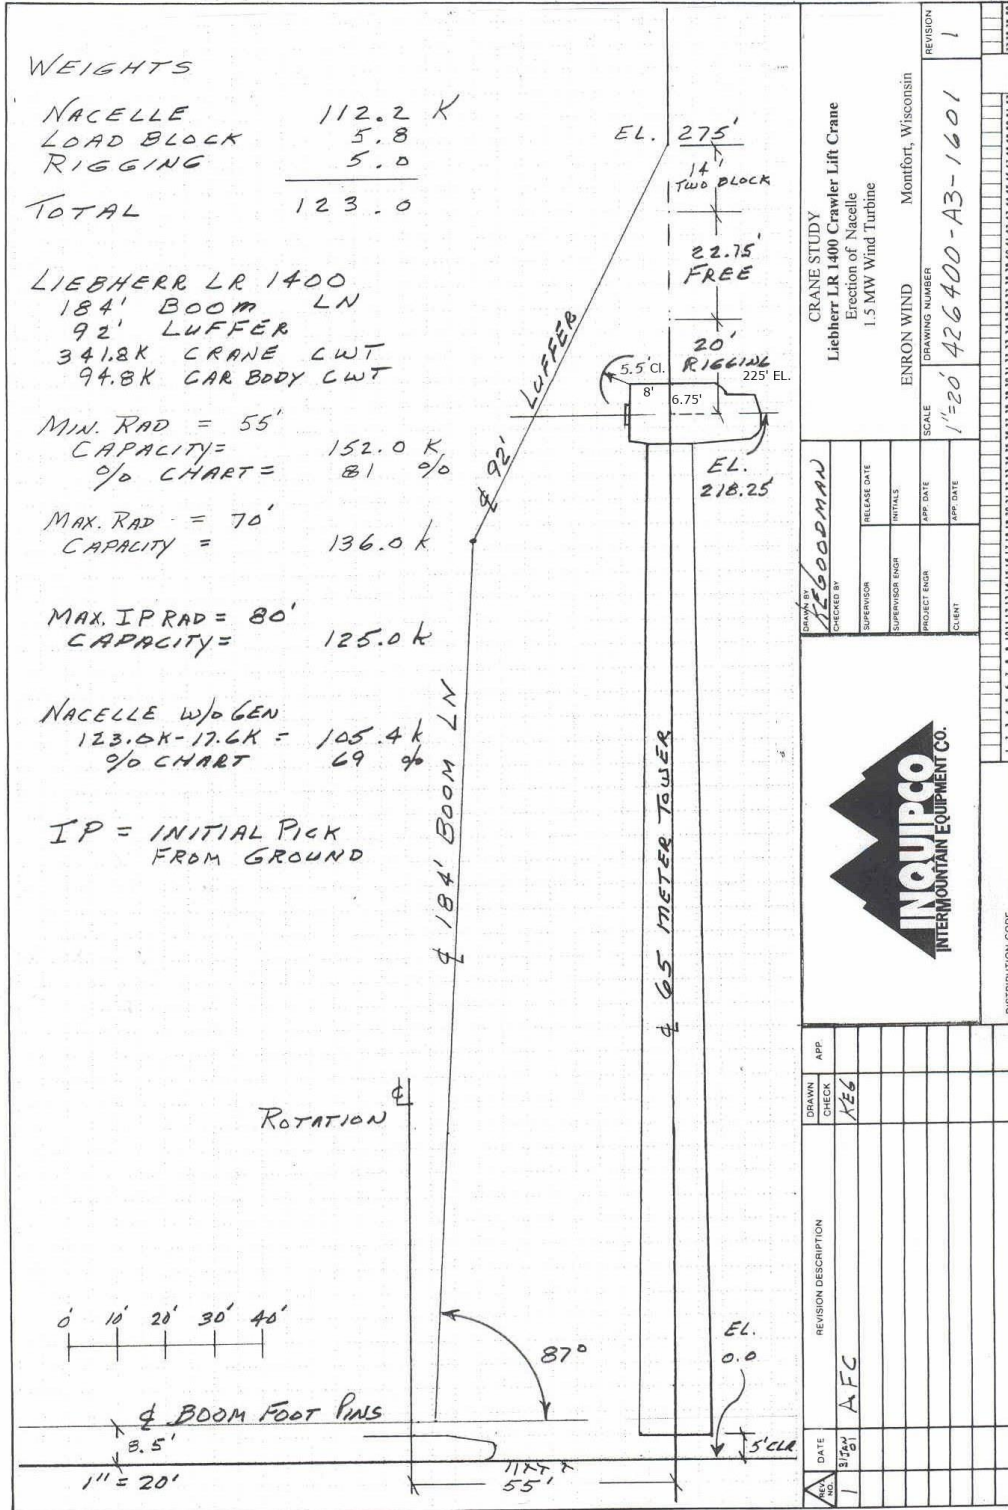 WEIGHTS
NACELLE 112.2 K
LOAD BLOCK 5.8
RIGGING 5.0
TOTAL 123.0
LIEBHERR LR 1400
184' BOOM LN
92' LUFFER
341.8K CRANE CWT
94.8K CAR BODY CWT
MIN. RAD = 55'
CAPACITY= 152.0 K
% CHART = 81 %
MAX. RAD = 70'
CAPACITY = 136.0 K
MAX. IP RAD = 80'
CAPACITY= 125.0 K
NACELLE W/O GEN
123.0K-17.6K = 105.4 K
% CHART 69 %
IP = INITIAL PICK
FROM GROUND
EL. 275'
14'
TWO BLOCK
22.75'
FREE
20'
RIGGING
225' EL.
5.5' Cl.
8'
6.75'
EL.
218.25'
LUFFER
℄ 92'
℄ 184' BOOM LN
℄ 65 METER TOWER
℄
ROTATION
0' 10' 20' 30' 40'
87°
EL.
0.0
℄ BOOM FOOT PINS
8.5'
5' CLR
1" = 20'
55'
CRANE STUDY
Liebherr LR 1400 Crawler Lift Crane
Erection of Nacelle
1.5 MW Wind Turbine
ENRON WIND Montfort, Wisconsin
SCALE
1"=20'
DRAWING NUMBER
426400-A3-1601
REVISION
1
DRAWN BY
KEGOODMAN
CHECKED BY
SUPERVISOR
RELEASE DATE
SUPERVISOR ENGR
INITIALS
PROJECT ENGR
APP. DATE
CLIENT
APP. DATE
INQUIPCO
INTERMOUNTAIN EQUIPMENT CO.
DISTRIBUTION CODE
REV. NO.
DATE
REVISION DESCRIPTION
DRAWN
CHECK
APP.
1
31 JAN 01
AFC
KEG